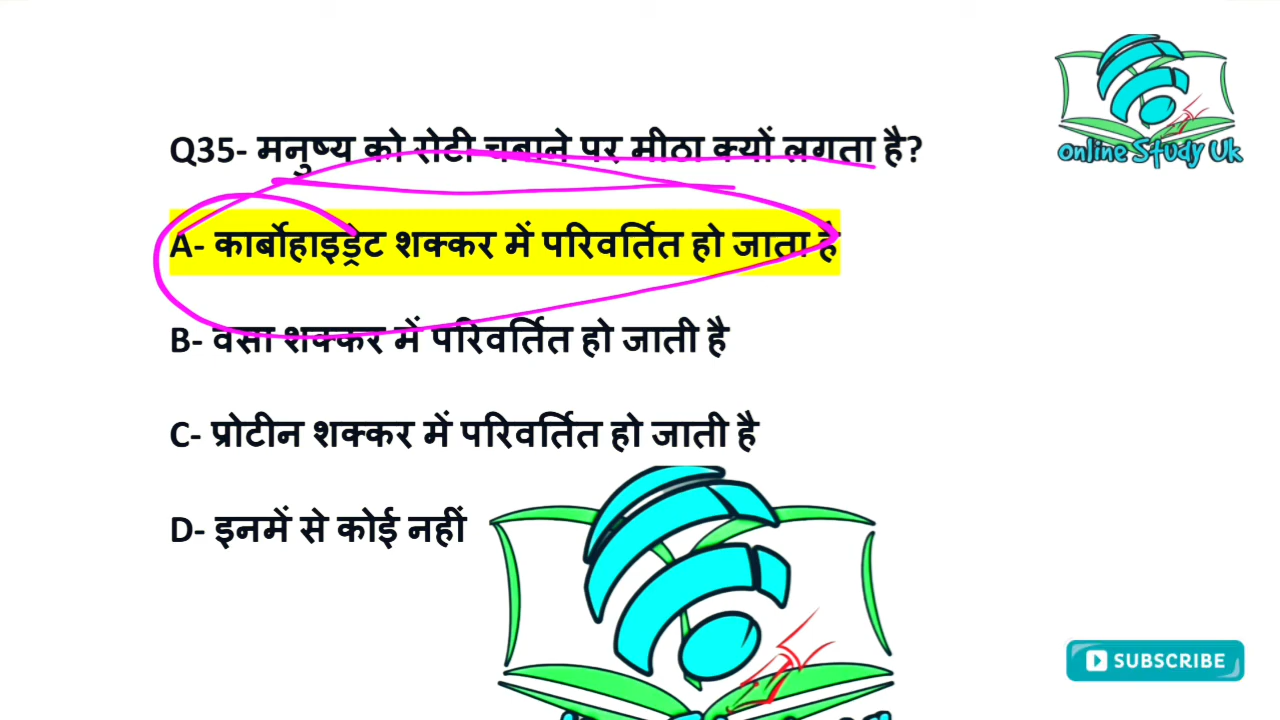 Q35- मनुष्य को रोटी चबाने पर मीठा क्यों लगता है?
A- कार्बोहाइड्रेट शक्कर में परिवर्तित हो जाता है
B- वसा शक्कर में परिवर्तित हो जाती है
C- प्रोटीन शक्कर में परिवर्तित हो जाती है
D- इनमें से कोई नहीं
Online Study Uk
SUBSCRIBE